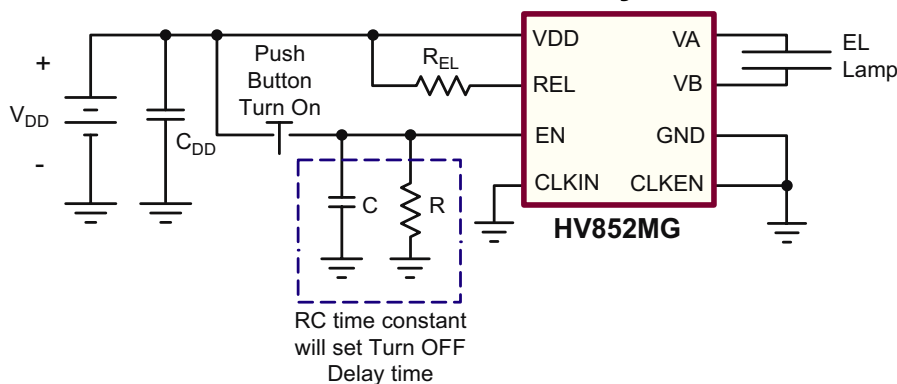 +
V_DD
-
C_DD
Push
Button
Turn On
R_EL
C
R
RC time constant
will set Turn OFF
Delay time
VDD
REL
EN
CLKIN
VA
VB
GND
CLKEN
HV852MG
EL
Lamp